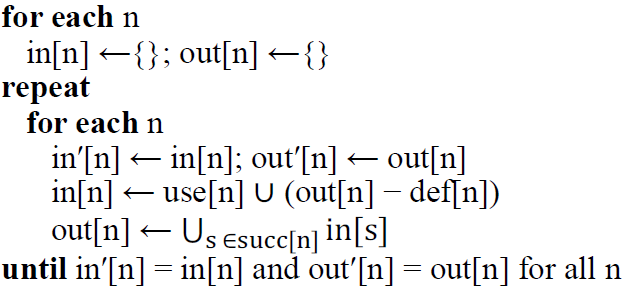 for each n
in[n] ←{}; out[n] ←{}
repeat
for each n
in′[n] ← in[n]; out′[n] ← out[n]
in[n] ← use[n] ∪ (out[n] − def[n])
out[n] ← ∪s ∈succ[n] in[s]
until in′[n] = in[n] and out′[n] = out[n] for all n